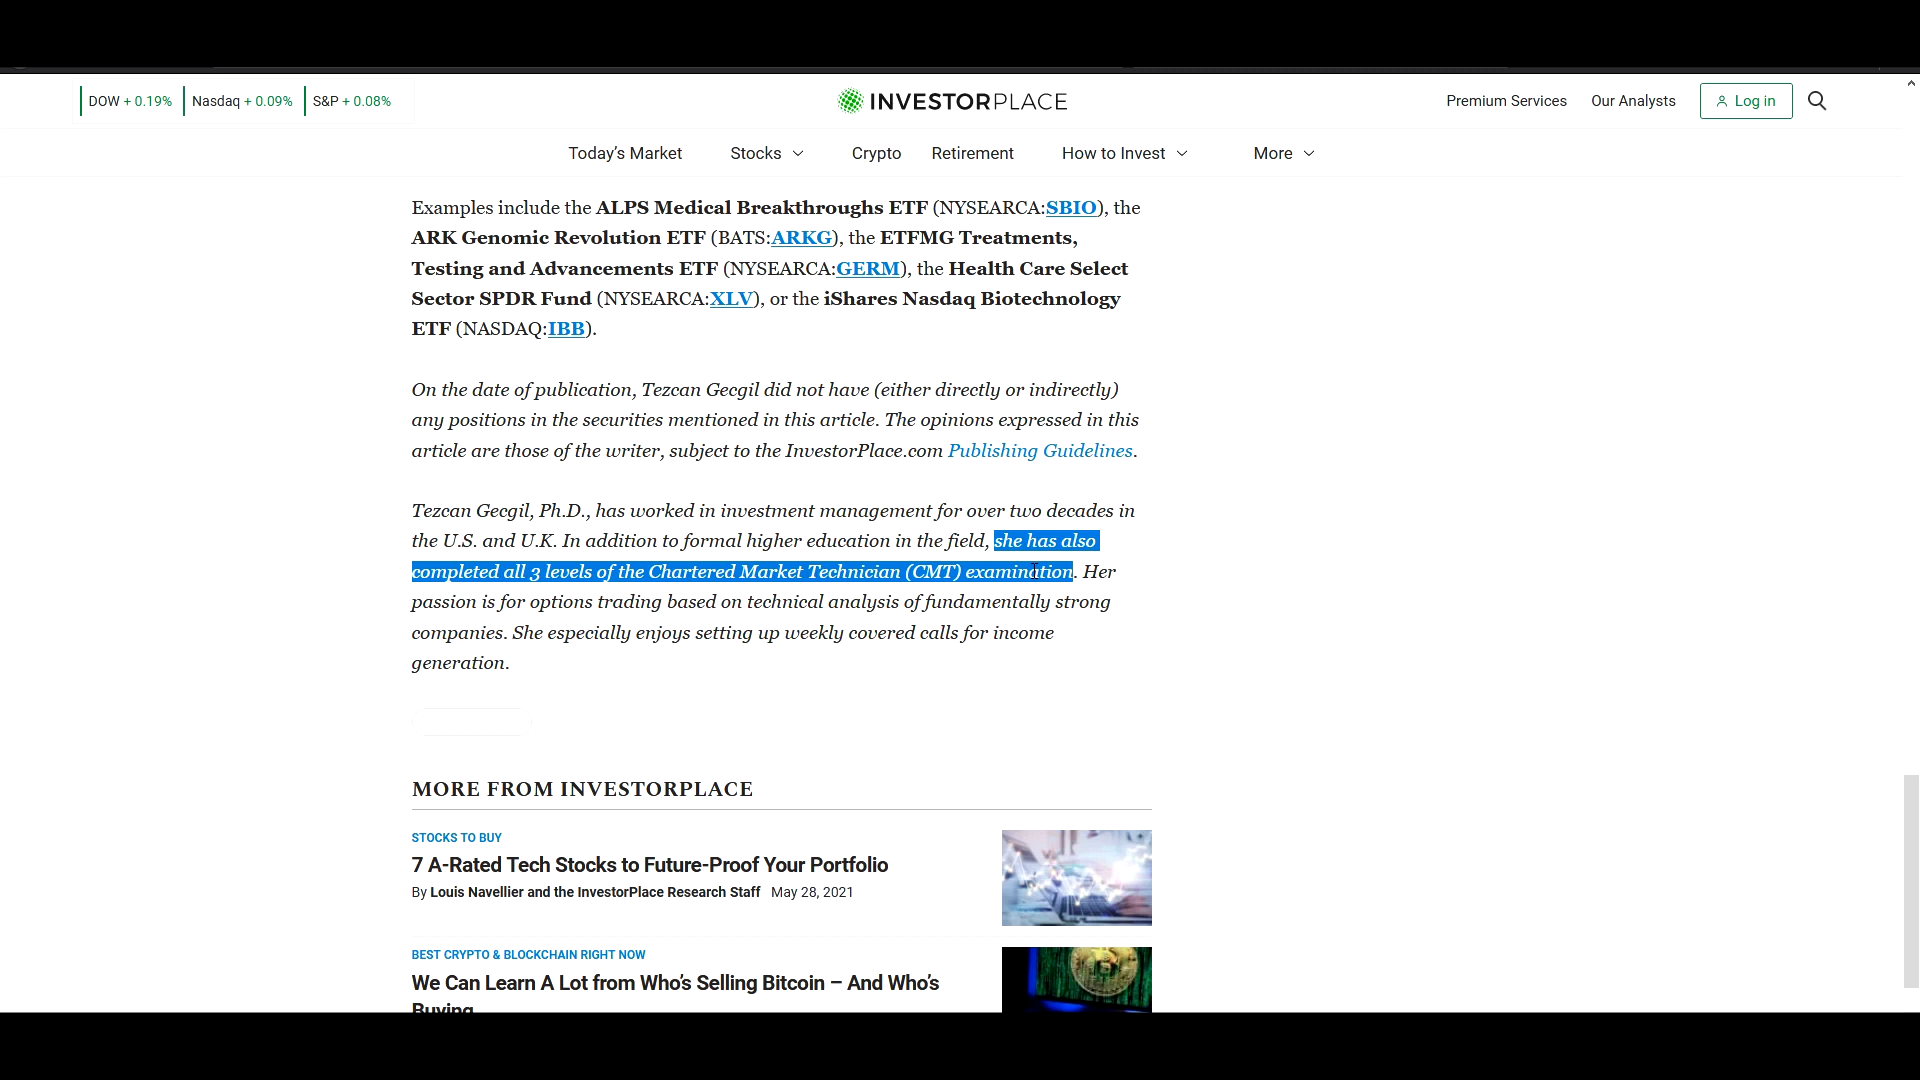 DOW + 0.19% Nasdaq + 0.09% S&P + 0.08%
INVESTORPLACE
Premium Services Our Analysts Log in
Today’s Market Stocks Crypto Retirement How to Invest More
Examples include the ALPS Medical Breakthroughs ETF (NYSEARCA:SBIO), the
ARK Genomic Revolution ETF (BATS:ARKG), the ETFMG Treatments,
Testing and Advancements ETF (NYSEARCA:GERM), the Health Care Select
Sector SPDR Fund (NYSEARCA:XLV), or the iShares Nasdaq Biotechnology
ETF (NASDAQ:IBB).
On the date of publication, Tezcan Gecgil did not have (either directly or indirectly)
any positions in the securities mentioned in this article. The opinions expressed in this
article are those of the writer, subject to the InvestorPlace.com Publishing Guidelines.
Tezcan Gecgil, Ph.D., has worked in investment management for over two decades in
the U.S. and U.K. In addition to formal higher education in the field, she has also
completed all 3 levels of the Chartered Market Technician (CMT) examination. Her
passion is for options trading based on technical analysis of fundamentally strong
companies. She especially enjoys setting up weekly covered calls for income
generation.
MORE FROM INVESTORPLACE
STOCKS TO BUY
7 A-Rated Tech Stocks to Future-Proof Your Portfolio
By Louis Navellier and the InvestorPlace Research Staff May 28, 2021
BEST CRYPTO & BLOCKCHAIN RIGHT NOW
We Can Learn A Lot from Who’s Selling Bitcoin – And Who’s
Buying